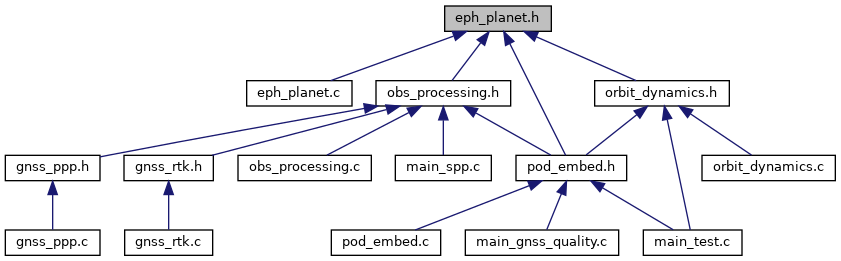 eph_planet.h
eph_planet.c
obs_processing.h
orbit_dynamics.h
gnss_ppp.h
gnss_rtk.h
obs_processing.c
main_spp.c
pod_embed.h
orbit_dynamics.c
gnss_ppp.c
gnss_rtk.c
pod_embed.c
main_gnss_quality.c
main_test.c